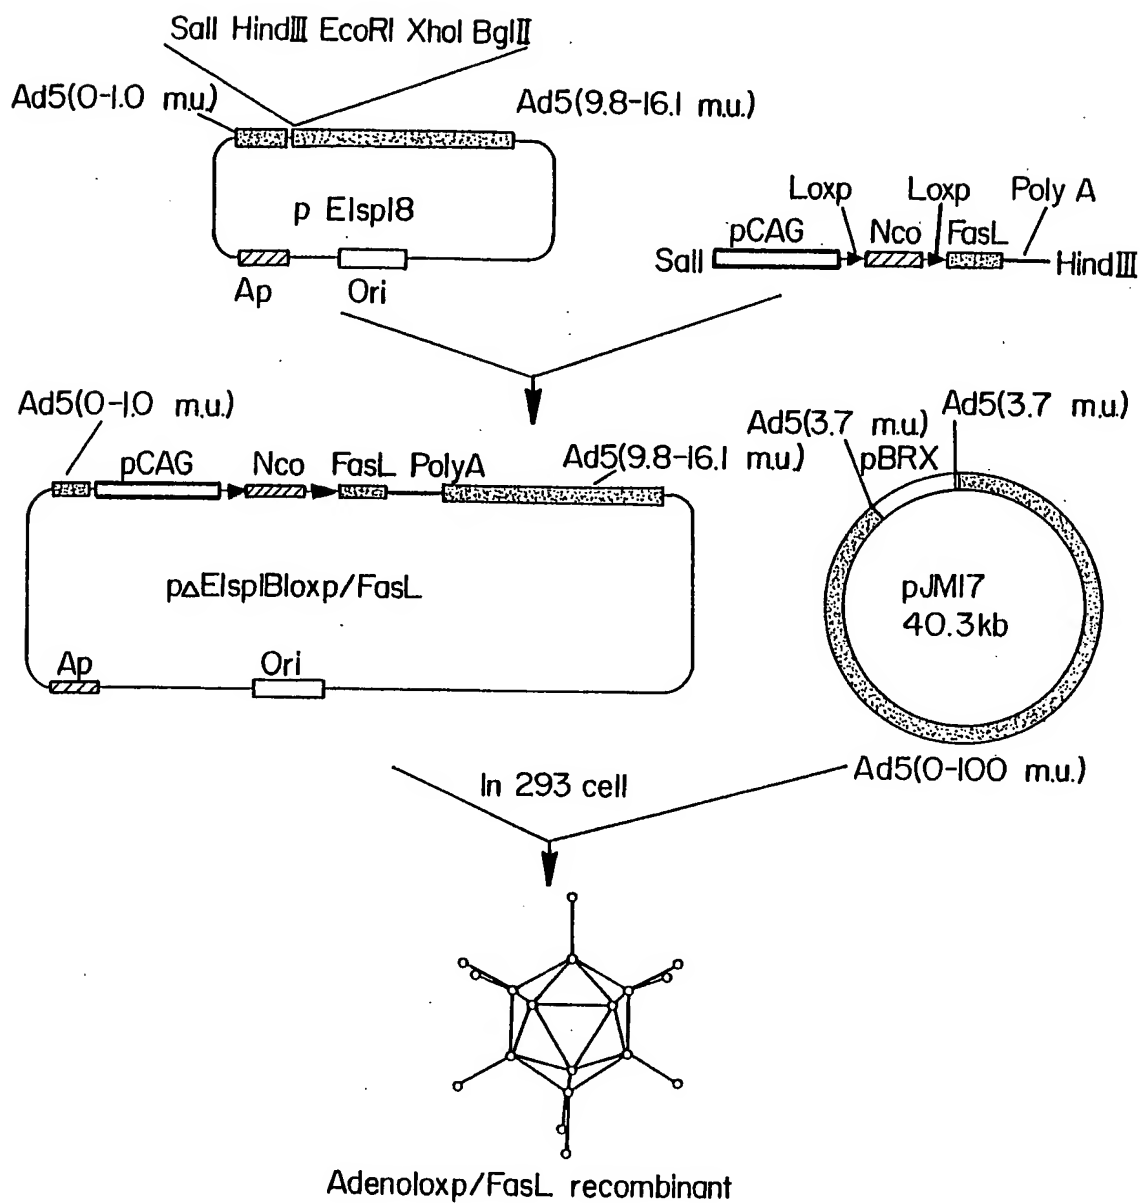 SalI HindⅢ EcoRI XhoI BglⅡ
Ad5(0-1.0 m.u.)
Ad5(9.8-16.1 m.u.)
p E1sp18
Ap
Ori
Loxp
Loxp
Poly A
pCAG
Nco
FasL
SalI
HindⅢ
Ad5(0-1.0 m.u.)
pCAG
Nco
FasL
PolyA
Ad5(9.8-16.1 m.u.)
p△E1sp1Bloxp/FasL
Ap
Ori
Ad5(3.7 m.u.)
Ad5(3.7 m.u.)
pBRX
pJM17
40.3kb
Ad5(0-100 m.u.)
In 293 cell
Adenoloxp/FasL recombinant